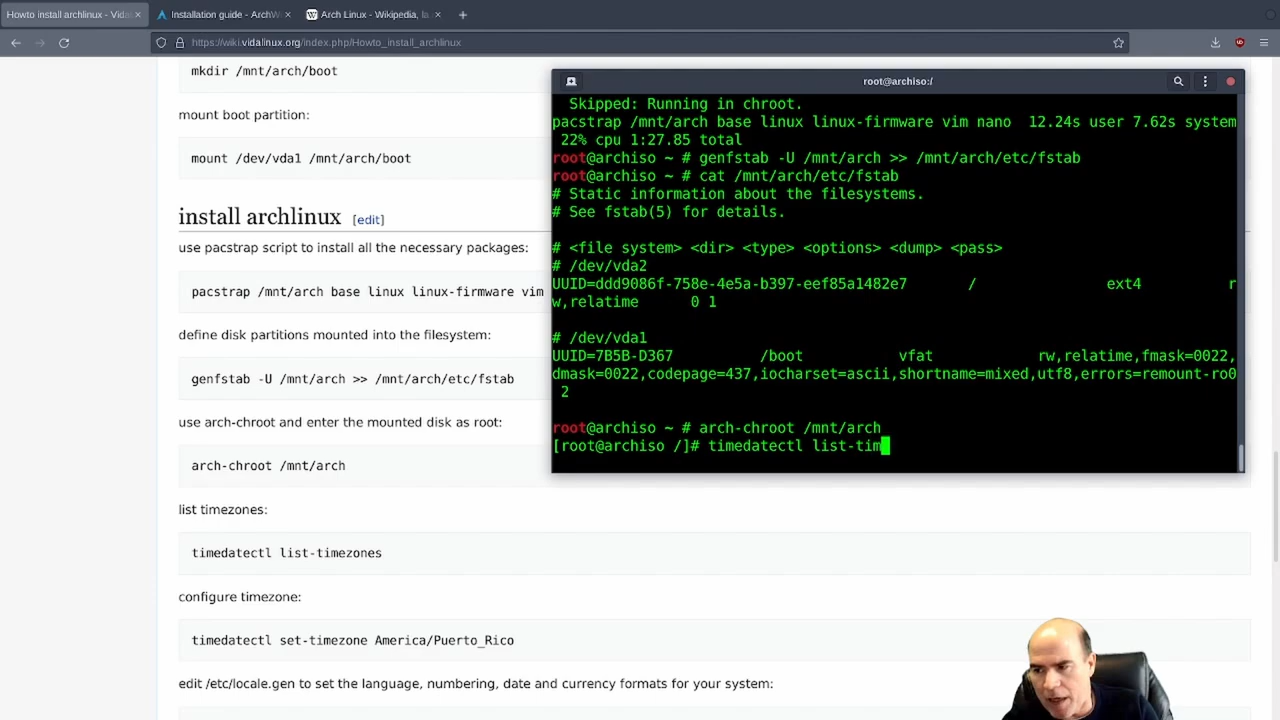 Howto install archlinux - Vidal
Installation guide - ArchW
Arch Linux - Wikipedia, la
https://wiki.vidalinux.org/index.php/Howto_install_archlinux
mkdir /mnt/arch/boot
mount boot partition:
mount /dev/vda1 /mnt/arch/boot
install archlinux [edit]
use pacstrap script to install all the necessary packages:
pacstrap /mnt/arch base linux linux-firmware vim
define disk partitions mounted into the filesystem:
genfstab -U /mnt/arch >> /mnt/arch/etc/fstab
use arch-chroot and enter the mounted disk as root:
arch-chroot /mnt/arch
list timezones:
timedatectl list-timezones
configure timezone:
timedatectl set-timezone America/Puerto_Rico
edit /etc/locale.gen to set the language, numbering, date and currency formats for your system:
root@archiso:/
Skipped: Running in chroot.
pacstrap /mnt/arch base linux linux-firmware vim nano  12.24s user 7.62s system
22% cpu 1:27.85 total
root@archiso ~ # genfstab -U /mnt/arch >> /mnt/arch/etc/fstab
root@archiso ~ # cat /mnt/arch/etc/fstab
# Static information about the filesystems.
# See fstab(5) for details.
# <file system> <dir> <type> <options> <dump> <pass>
# /dev/vda2
UUID=ddd9086f-758e-4e5a-b397-eef85a1482e7 / ext4 r
w,relatime 0 1
# /dev/vda1
UUID=7B5B-D367 /boot vfat rw,relatime,fmask=0022,
dmask=0022,codepage=437,iocharset=ascii,shortname=mixed,utf8,errors=remount-ro0
2
root@archiso ~ # arch-chroot /mnt/arch
[root@archiso /]# timedatectl list-tim